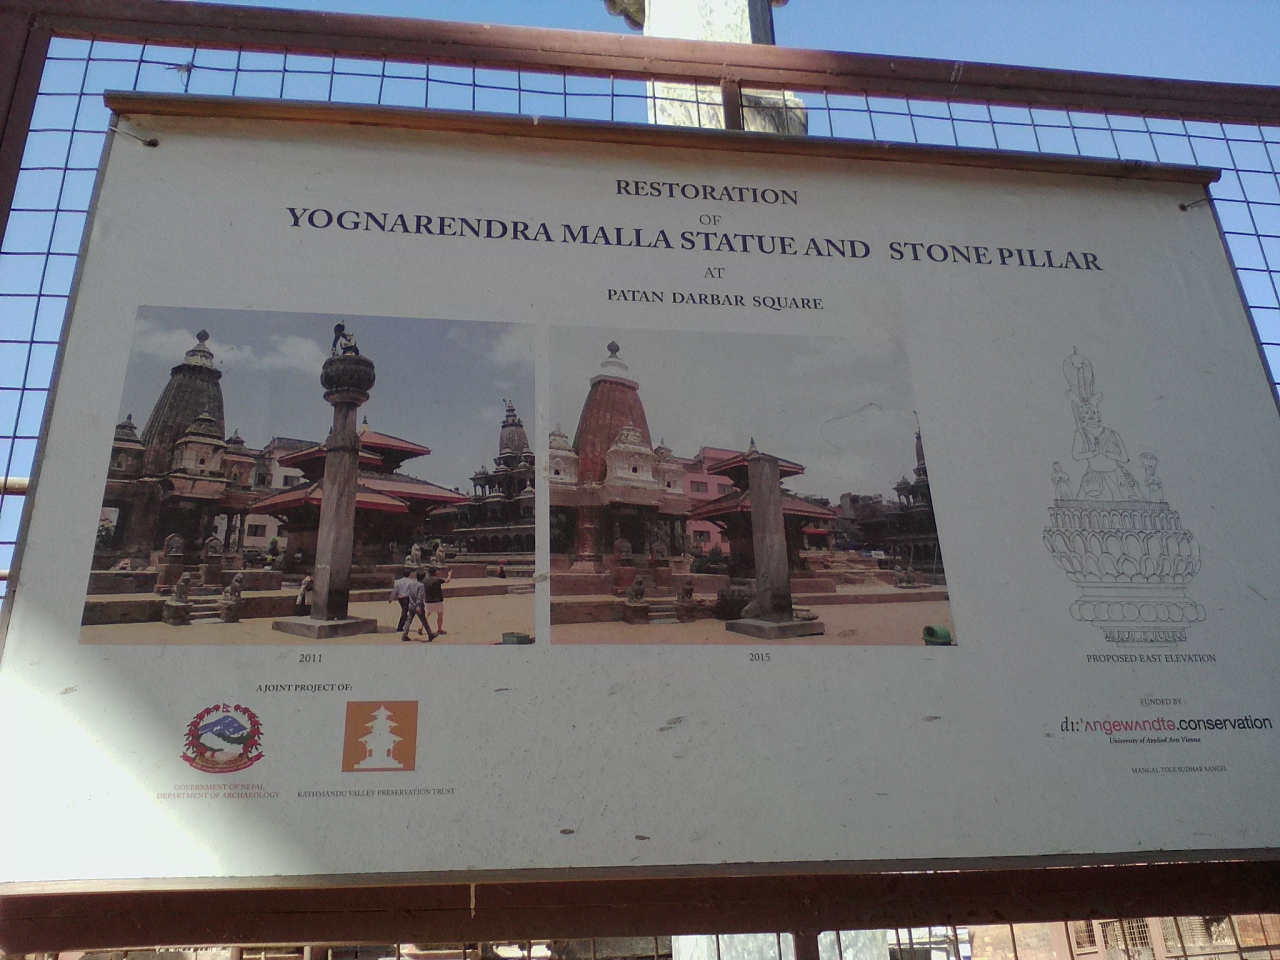 RESTORATION
OF
YOGNARENDRA MALLA STATUE AND STONE PILLAR
AT
PATAN DARBAR SQUARE
2011
2015
PROPOSED EAST ELEVATION
A JOINT PROJECT OF:
GOVERNMENT OF NEPAL
DEPARTMENT OF ARCHAEOLOGY
KATHMANDU VALLEY PRESERVATION TRUST
FUNDED BY:
dı:'ʌngewʌndtə.conservation
University of Applied Arts Vienna
MANGAL TOLE SUDHAR SANGH